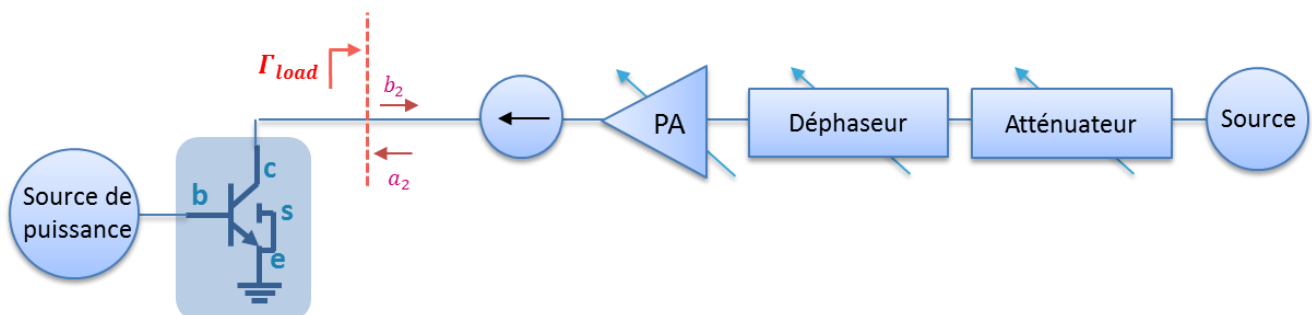 Γload
b2
a2
PA
Déphaseur
Atténuateur
Source
Source de
puissance
b
c
s
e